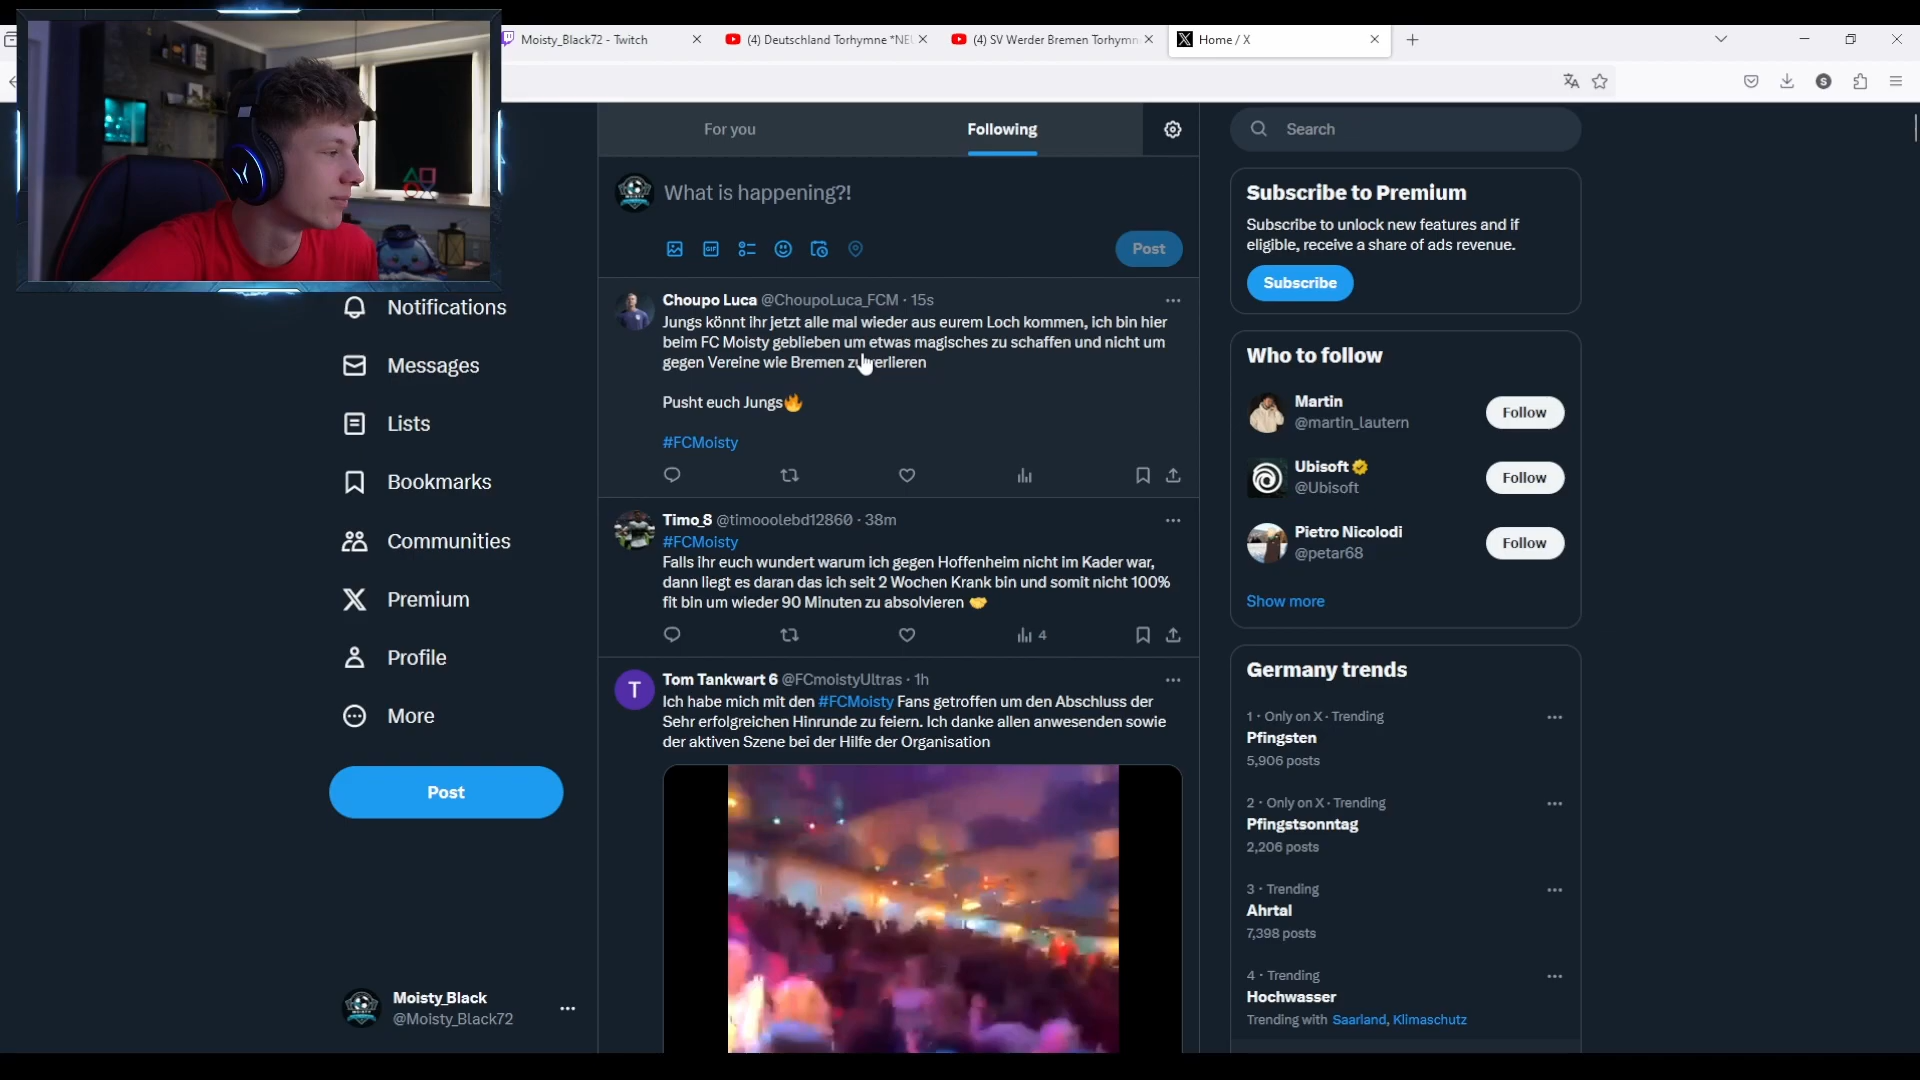 Moisty_Black72 - Twitch
(4) Deutschland Torhymne *NEU
(4) SV Werder Bremen Torhymn
Home / X
For you
Following
Search
What is happening?!
GIF
Post
Subscribe to Premium
Subscribe to unlock new features and if
eligible, receive a share of ads revenue.
Subscribe
Notifications
Messages
Lists
Bookmarks
Communities
Premium
Profile
More
Post
Moisty_Black
@Moisty_Black72
Choupo Luca @ChoupoLuca_FCM · 15s
Jungs könnt ihr jetzt alle mal wieder aus eurem Loch kommen, ich bin hier
beim FC Moisty geblieben um etwas magisches zu schaffen und nicht um
gegen Vereine wie Bremen zu verlieren
Pusht euch Jungs🔥
#FCMoisty
Timo_8 @timooolebd12860 · 38m
#FCMoisty
Falls ihr euch wundert warum ich gegen Hoffenheim nicht im Kader war,
dann liegt es daran das ich seit 2 Wochen Krank bin und somit nicht 100%
fit bin um wieder 90 Minuten zu absolvieren 🤝
4
T
Tom Tankwart 6 @FCmoistyUltras · 1h
Ich habe mich mit den #FCMoisty Fans getroffen um den Abschluss der
Sehr erfolgreichen Hinrunde zu feiern. Ich danke allen anwesenden sowie
der aktiven Szene bei der Hilfe der Organisation
Who to follow
Martin
@martin_lautern
Follow
Ubisoft
@Ubisoft
Follow
Pietro Nicolodi
@petar68
Follow
Show more
Germany trends
1 · Only on X · Trending
Pfingsten
5,906 posts
2 · Only on X · Trending
Pfingstsonntag
2,206 posts
3 · Trending
Ahrtal
7,398 posts
4 · Trending
Hochwasser
Trending with Saarland, Klimaschutz